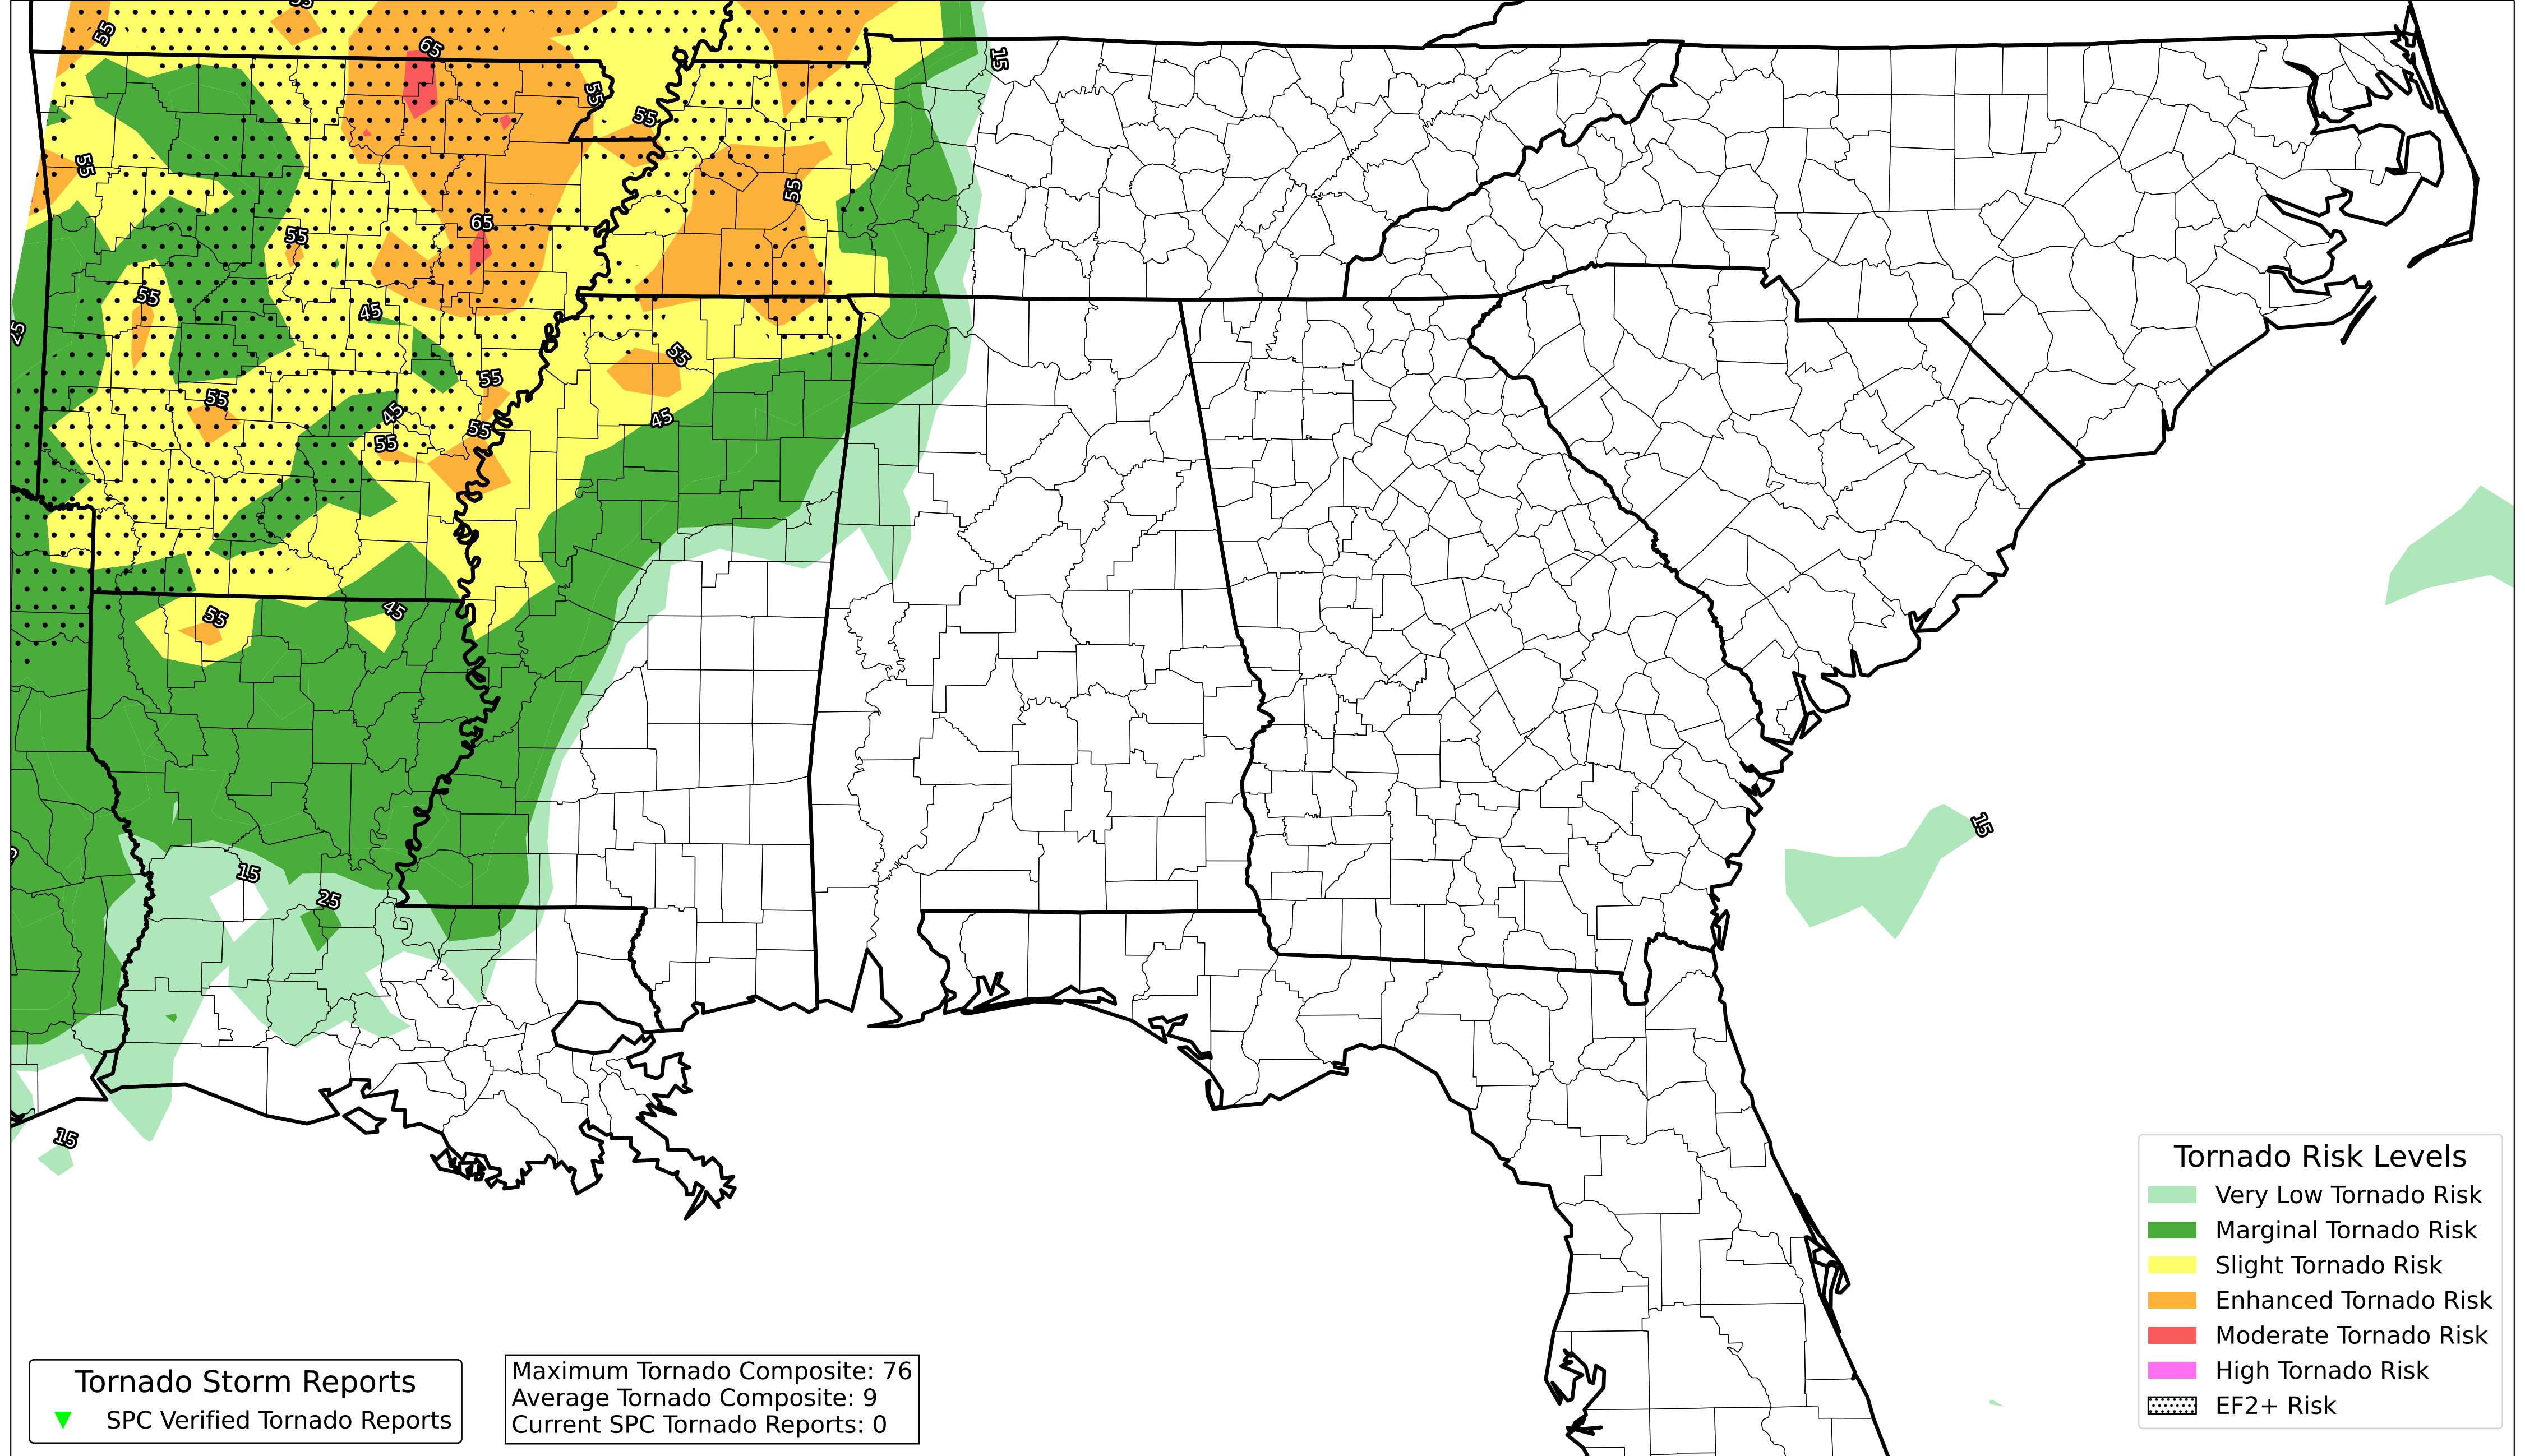 55
55
65
15
55
55
55
55
65
55
55
45
55
25
55
55
45
45
55
55
55
45
15
15
25
15
Tornado Risk Levels
Very Low Tornado Risk
Marginal Tornado Risk
Slight Tornado Risk
Enhanced Tornado Risk
Moderate Tornado Risk
High Tornado Risk
EF2+ Risk
Tornado Storm Reports
SPC Verified Tornado Reports
Maximum Tornado Composite: 76
Average Tornado Composite: 9
Current SPC Tornado Reports: 0